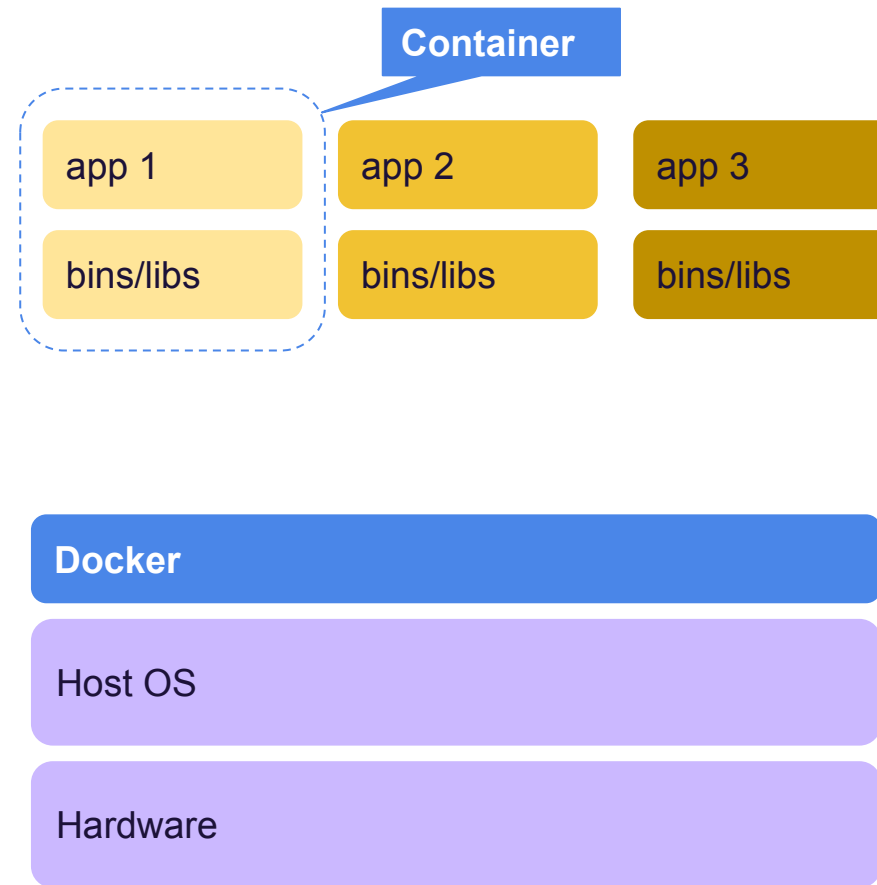 Container
app 1
app 2
app 3
bins/libs
bins/libs
bins/libs
Docker
Host OS
Hardware